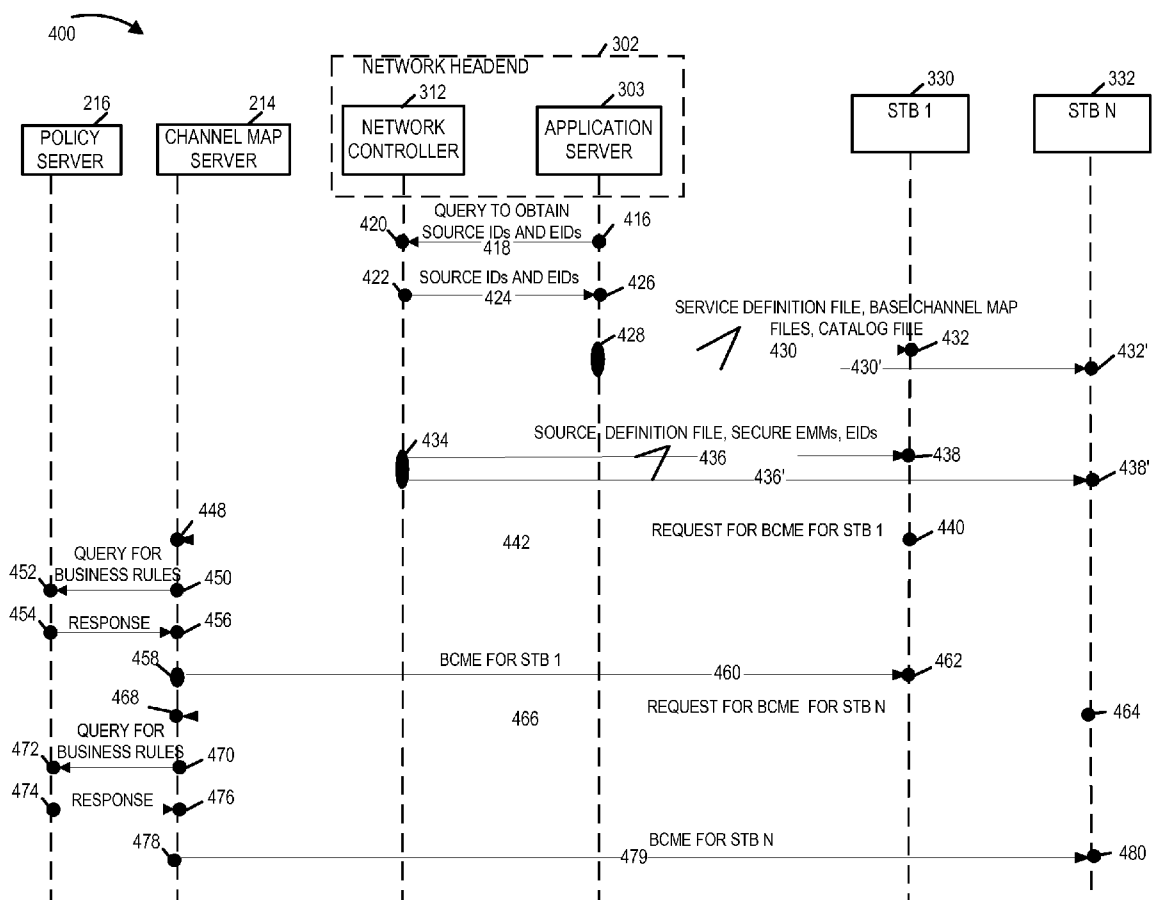 400
302
NETWORK HEADEND
216
214
312
303
330
332
POLICY
SERVER
CHANNEL MAP
SERVER
NETWORK
CONTROLLER
APPLICATION
SERVER
STB 1
STB N
QUERY TO OBTAIN
SOURCE IDs AND EIDs
420
418
416
422
SOURCE IDs AND EIDs
424
426
SERVICE DEFINITION FILE, BASE CHANNEL MAP
FILES, CATALOG FILE
428
430
432
430'
432'
434
SOURCE DEFINITION FILE, SECURE EMMs, EIDs
436
438
436'
438'
448
442
REQUEST FOR BCME FOR STB 1
440
QUERY FOR
BUSINESS RULES
452
450
454
RESPONSE
456
458
BCME FOR STB 1
460
462
468
466
REQUEST FOR BCME FOR STB N
464
QUERY FOR
BUSINESS RULES
472
470
474
RESPONSE
476
478
BCME FOR STB N
479
480